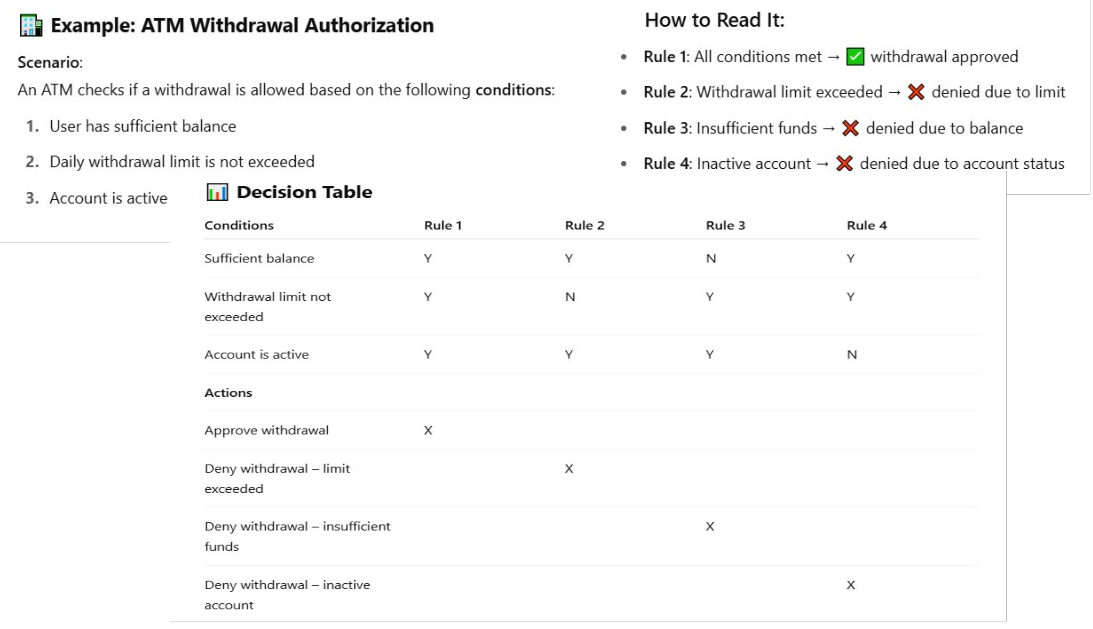 Example: ATM Withdrawal Authorization
Scenario:
An ATM checks if a withdrawal is allowed based on the following conditions:
1. User has sufficient balance
2. Daily withdrawal limit is not exceeded
3. Account is active
How to Read It:
• Rule 1: All conditions met → ✅ withdrawal approved
• Rule 2: Withdrawal limit exceeded → ❌ denied due to limit
• Rule 3: Insufficient funds → ❌ denied due to balance
• Rule 4: Inactive account → ❌ denied due to account status
Decision Table
Conditions Rule 1 Rule 2 Rule 3 Rule 4
Sufficient balance Y Y N Y
Withdrawal limit not Y N Y Y
exceeded
Account is active Y Y Y N
Actions
Approve withdrawal X
Deny withdrawal – limit X
exceeded
Deny withdrawal – insufficient X
funds
Deny withdrawal – inactive X
account